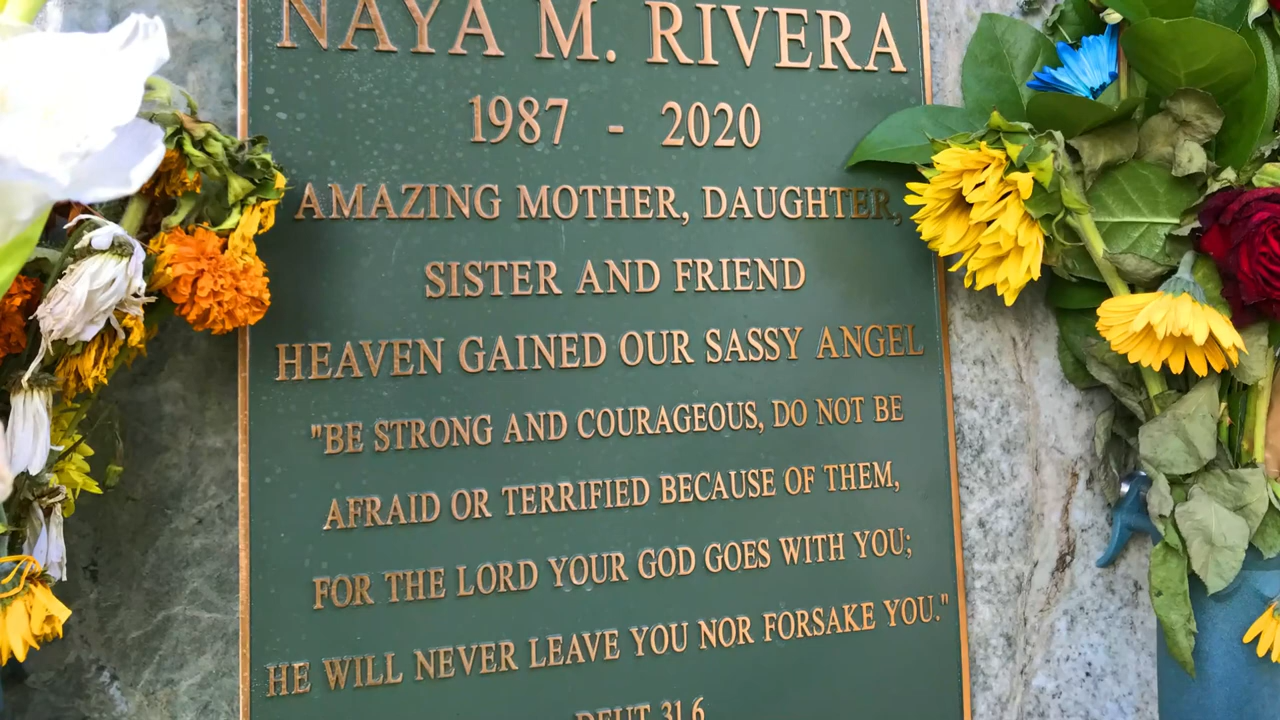 NAYA M. RIVERA
1987 - 2020
AMAZING MOTHER, DAUGHTER,
SISTER AND FRIEND
HEAVEN GAINED OUR SASSY ANGEL
"BE STRONG AND COURAGEOUS, DO NOT BE
AFRAID OR TERRIFIED BECAUSE OF THEM,
FOR THE LORD YOUR GOD GOES WITH YOU;
HE WILL NEVER LEAVE YOU NOR FORSAKE YOU."
DEUT 31.6